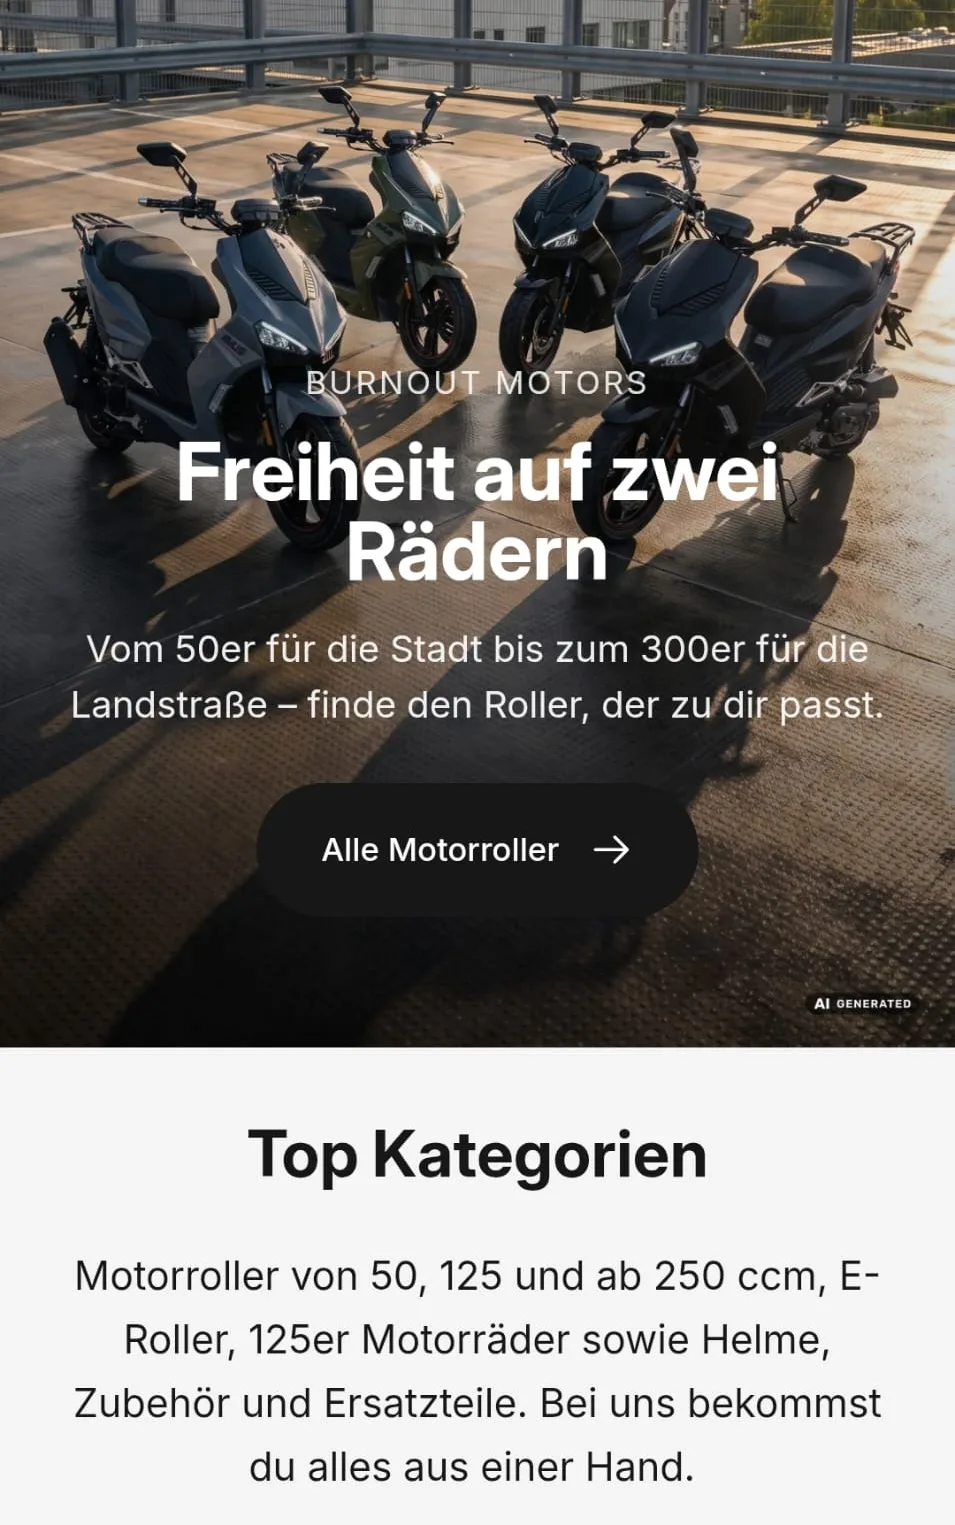 BURNOUT MOTORS
Freiheit auf zwei
Rädern
Vom 50er für die Stadt bis zum 300er für die
Landstraße – finde den Roller, der zu dir passt.
Alle Motorroller →
AI GENERATED
Top Kategorien
Motorroller von 50, 125 und ab 250 ccm, E-
Roller, 125er Motorräder sowie Helme,
Zubehör und Ersatzteile. Bei uns bekommst
du alles aus einer Hand.